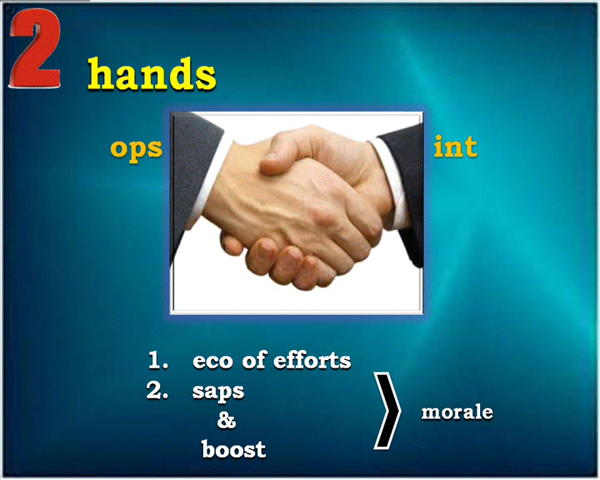 2 hands
ops
int
1. eco of efforts
2. saps
&
boost
morale